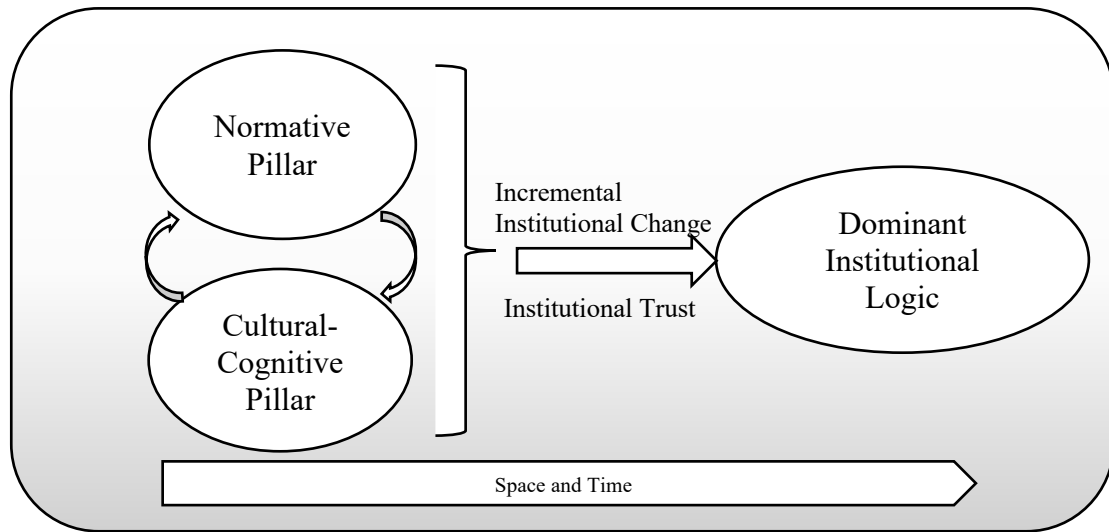 Normative
Pillar
Cultural-
Cognitive
Pillar
Incremental
Institutional Change
Institutional Trust
Dominant
Institutional
Logic
Space and Time